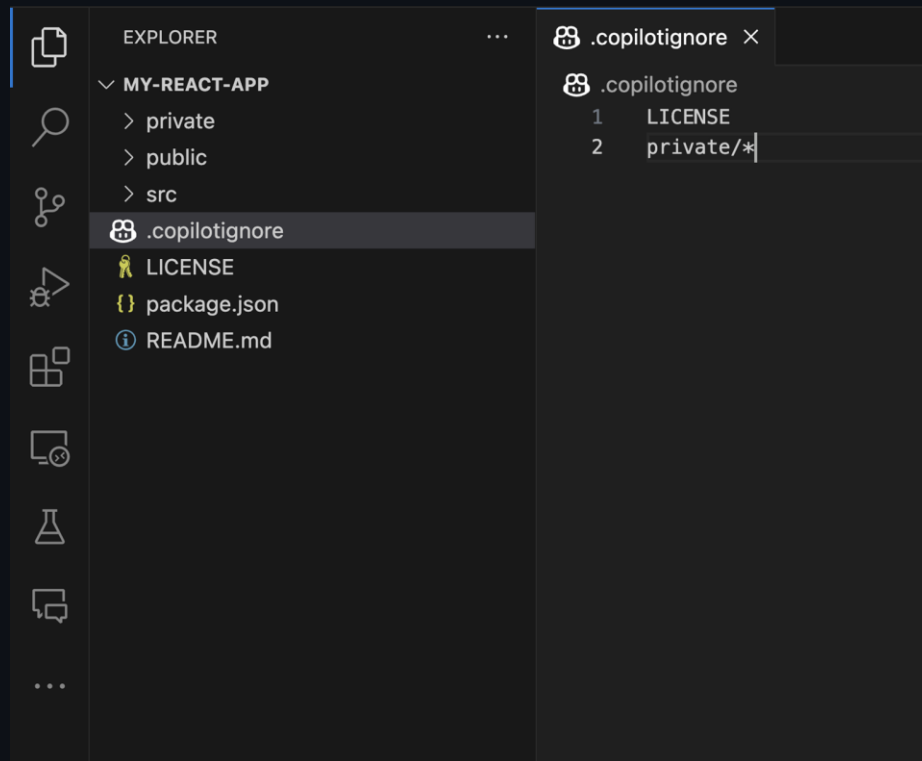 EXPLORER
MY-REACT-APP
private
public
src
.copilotignore
LICENSE
package.json
README.md
.copilotignore
.copilotignore
1 LICENSE
2 private/*